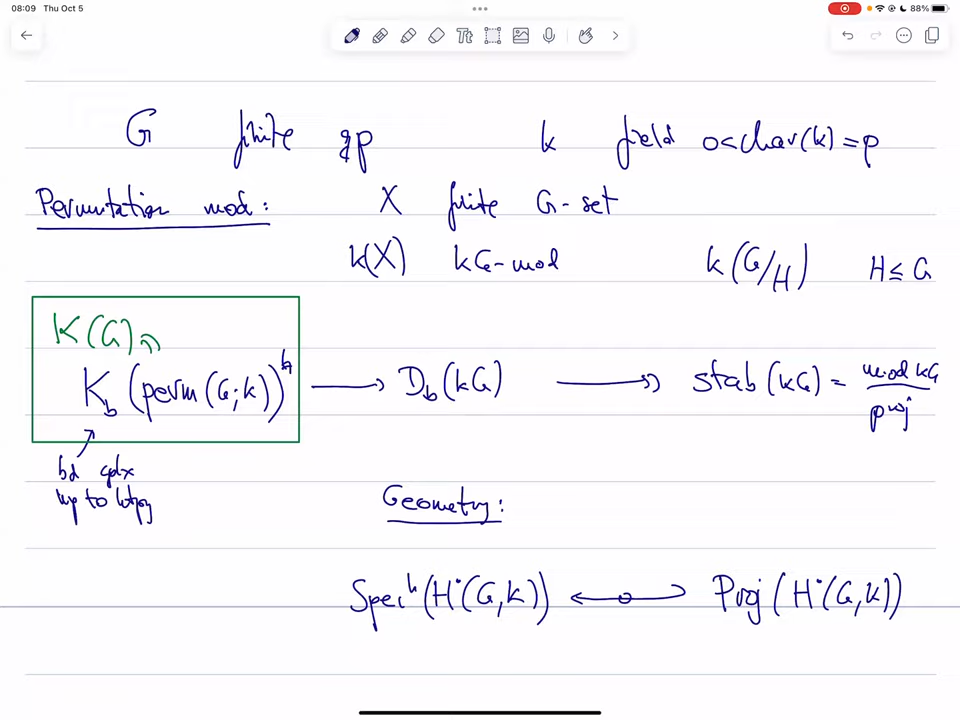 08:09 Thu Oct 5 88%
G finite gp k field 0<char(k)=p
Permutation mod: X finite G-set
k(X) kG-mod k(G/H) H≤G
K(G)
K_b(perm(G;k))^♮ ⟶ D_b(kG) ⟶ stab(kG) = mod kG / proj
bd cplx
up to htpy
Geometry:
Spec^h(H^•(G,k)) ⟵ Proj(H^•(G,k))